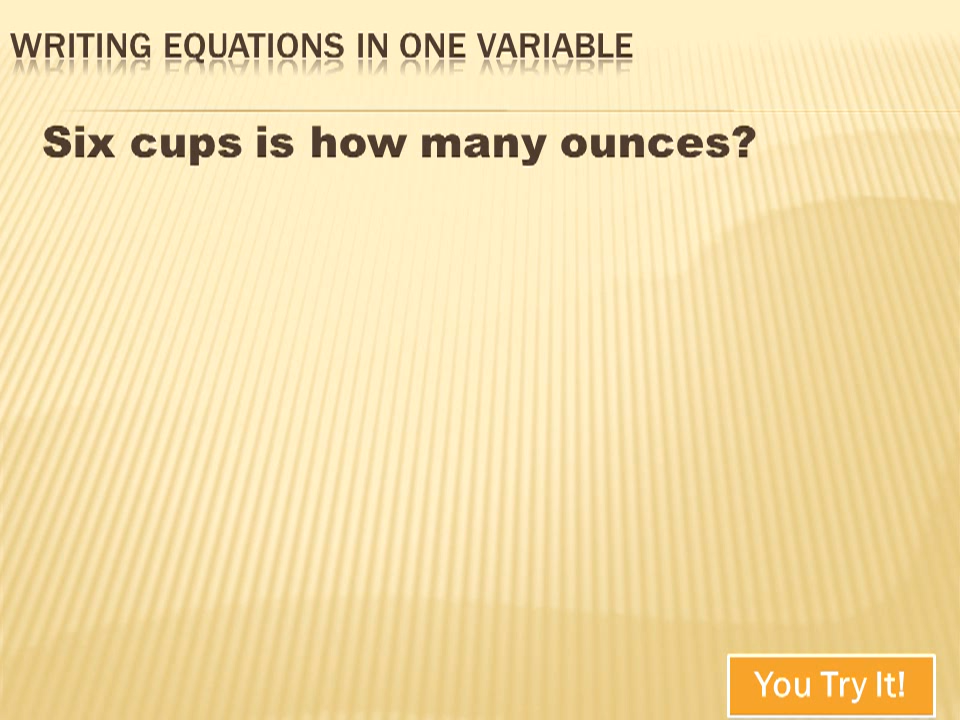 WRITING EQUATIONS IN ONE VARIABLE
Six cups is how many ounces?
You Try It!